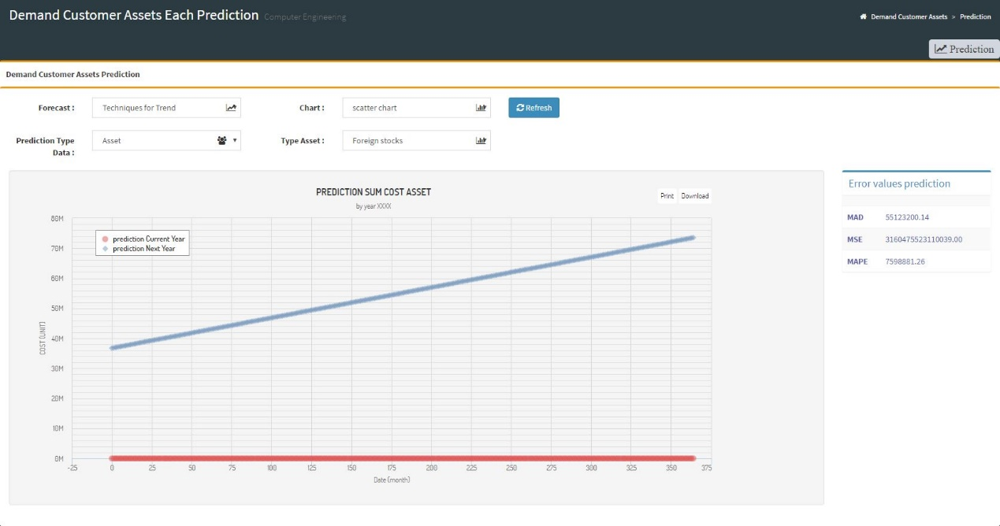 Demand Customer Assets Each Prediction Computer Engineering
Demand Customer Assets > Prediction
Prediction
Demand Customer Assets Prediction
Forecast : Techniques for Trend Chart : scatter chart Refresh
Prediction Type Data : Asset Type Asset : Foreign stocks
PREDICTION SUM COST ASSET
by year XXXX
Print Download
prediction Current Year
prediction Next Year
COST (UNIT)
80M
70M
60M
50M
40M
30M
20M
10M
0M
-25 0 25 50 75 100 125 150 175 200 225 250 275 300 325 350 375
Date (month)
Error values prediction
MAD 55123200.14
MSE 3160475523110039.00
MAPE 7598881.26